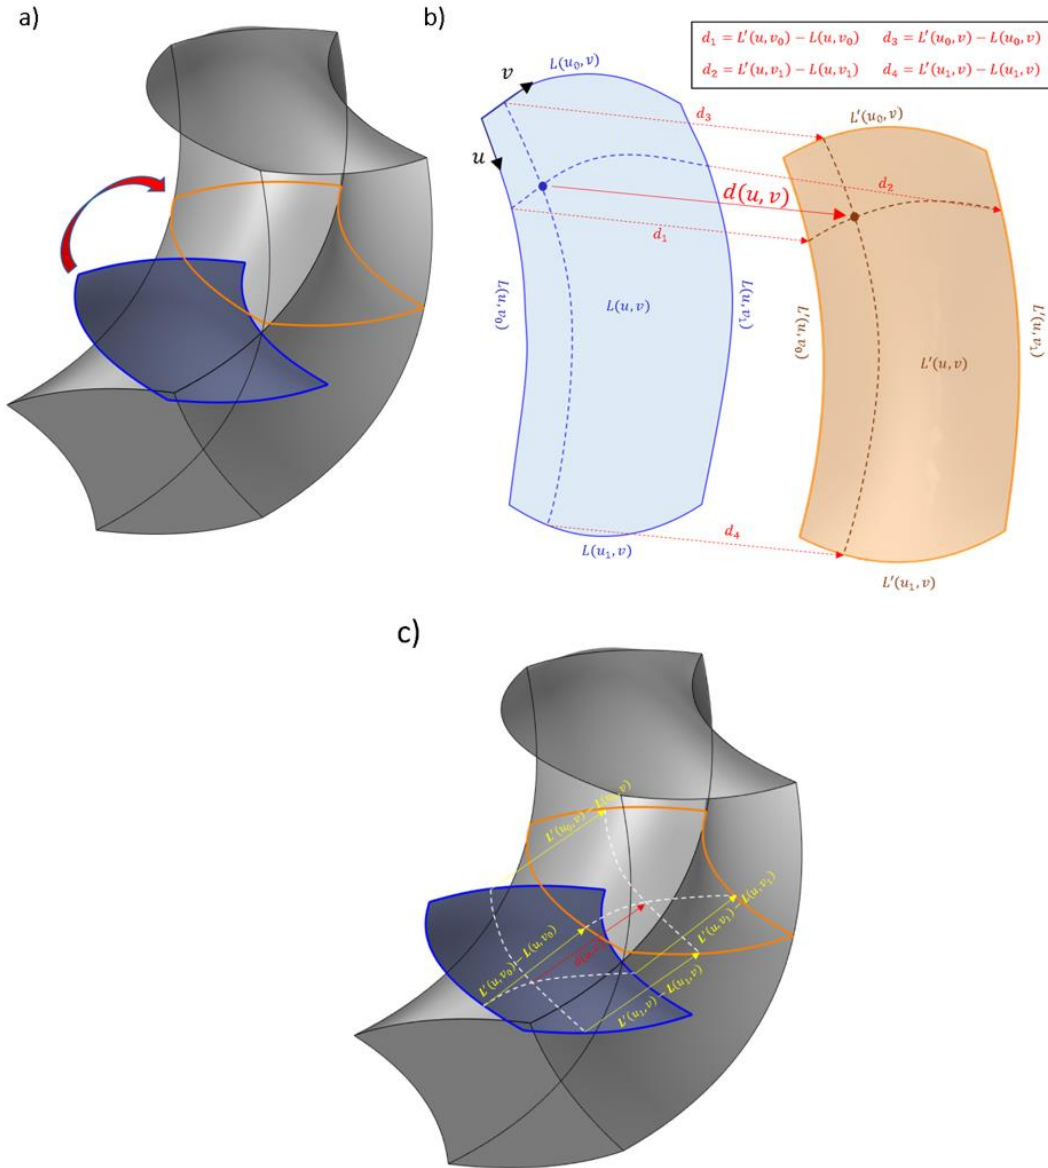 a)
b)
d₁ = L′(u, v₀) − L(u, v₀) d₃ = L′(u₀, v) − L(u₀, v)
d₂ = L′(u, v₁) − L(u, v₁) d₄ = L′(u₁, v) − L(u₁, v)
L(u₀, v)
v
u
d₃
L′(u₀, v)
d₂
d(u, v)
d₁
L(u, v₀)
L(u, v)
L(u, v₁)
L′(u, v₀)
L′(u, v)
L′(u, v₁)
d₄
L(u₁, v)
L′(u₁, v)
c)
L′(u₀, v) − L(u₀, v)
L′(u, v₀) − L(u, v₀)
d(u, v)
L′(u, v₁) − L(u, v₁)
L′(u₁, v) − L(u₁, v)